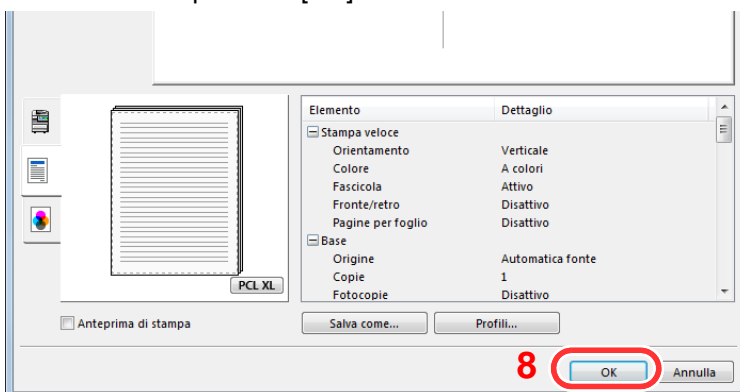 Elemento Dettaglio
Stampa veloce
Orientamento Verticale
Colore A colori
Fascicola Attivo
Fronte/retro Disattivo
Pagine per foglio Disattivo
Base
Origine Automatica fonte
Copie 1
Fotocopie Disattivo
PCL XL
Anteprima di stampa Salva come... Profili...
8 OK Annulla